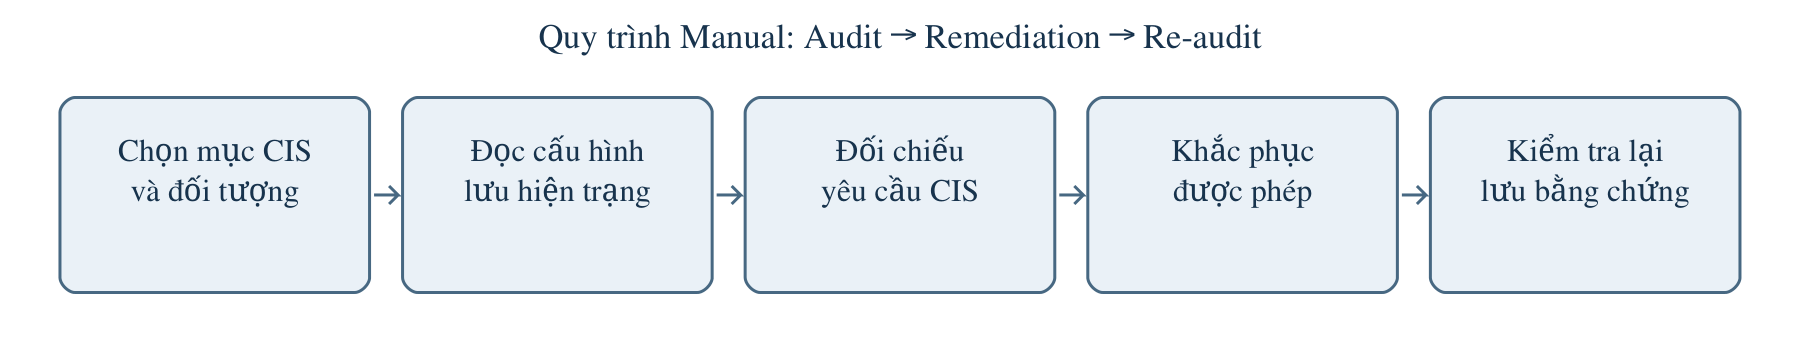 Quy trình Manual: Audit → Remediation → Re-audit
Chọn mục CIS
và đối tượng
Đọc cấu hình
lưu hiện trạng
Đối chiếu
yêu cầu CIS
Khắc phục
được phép
Kiểm tra lại
lưu bằng chứng